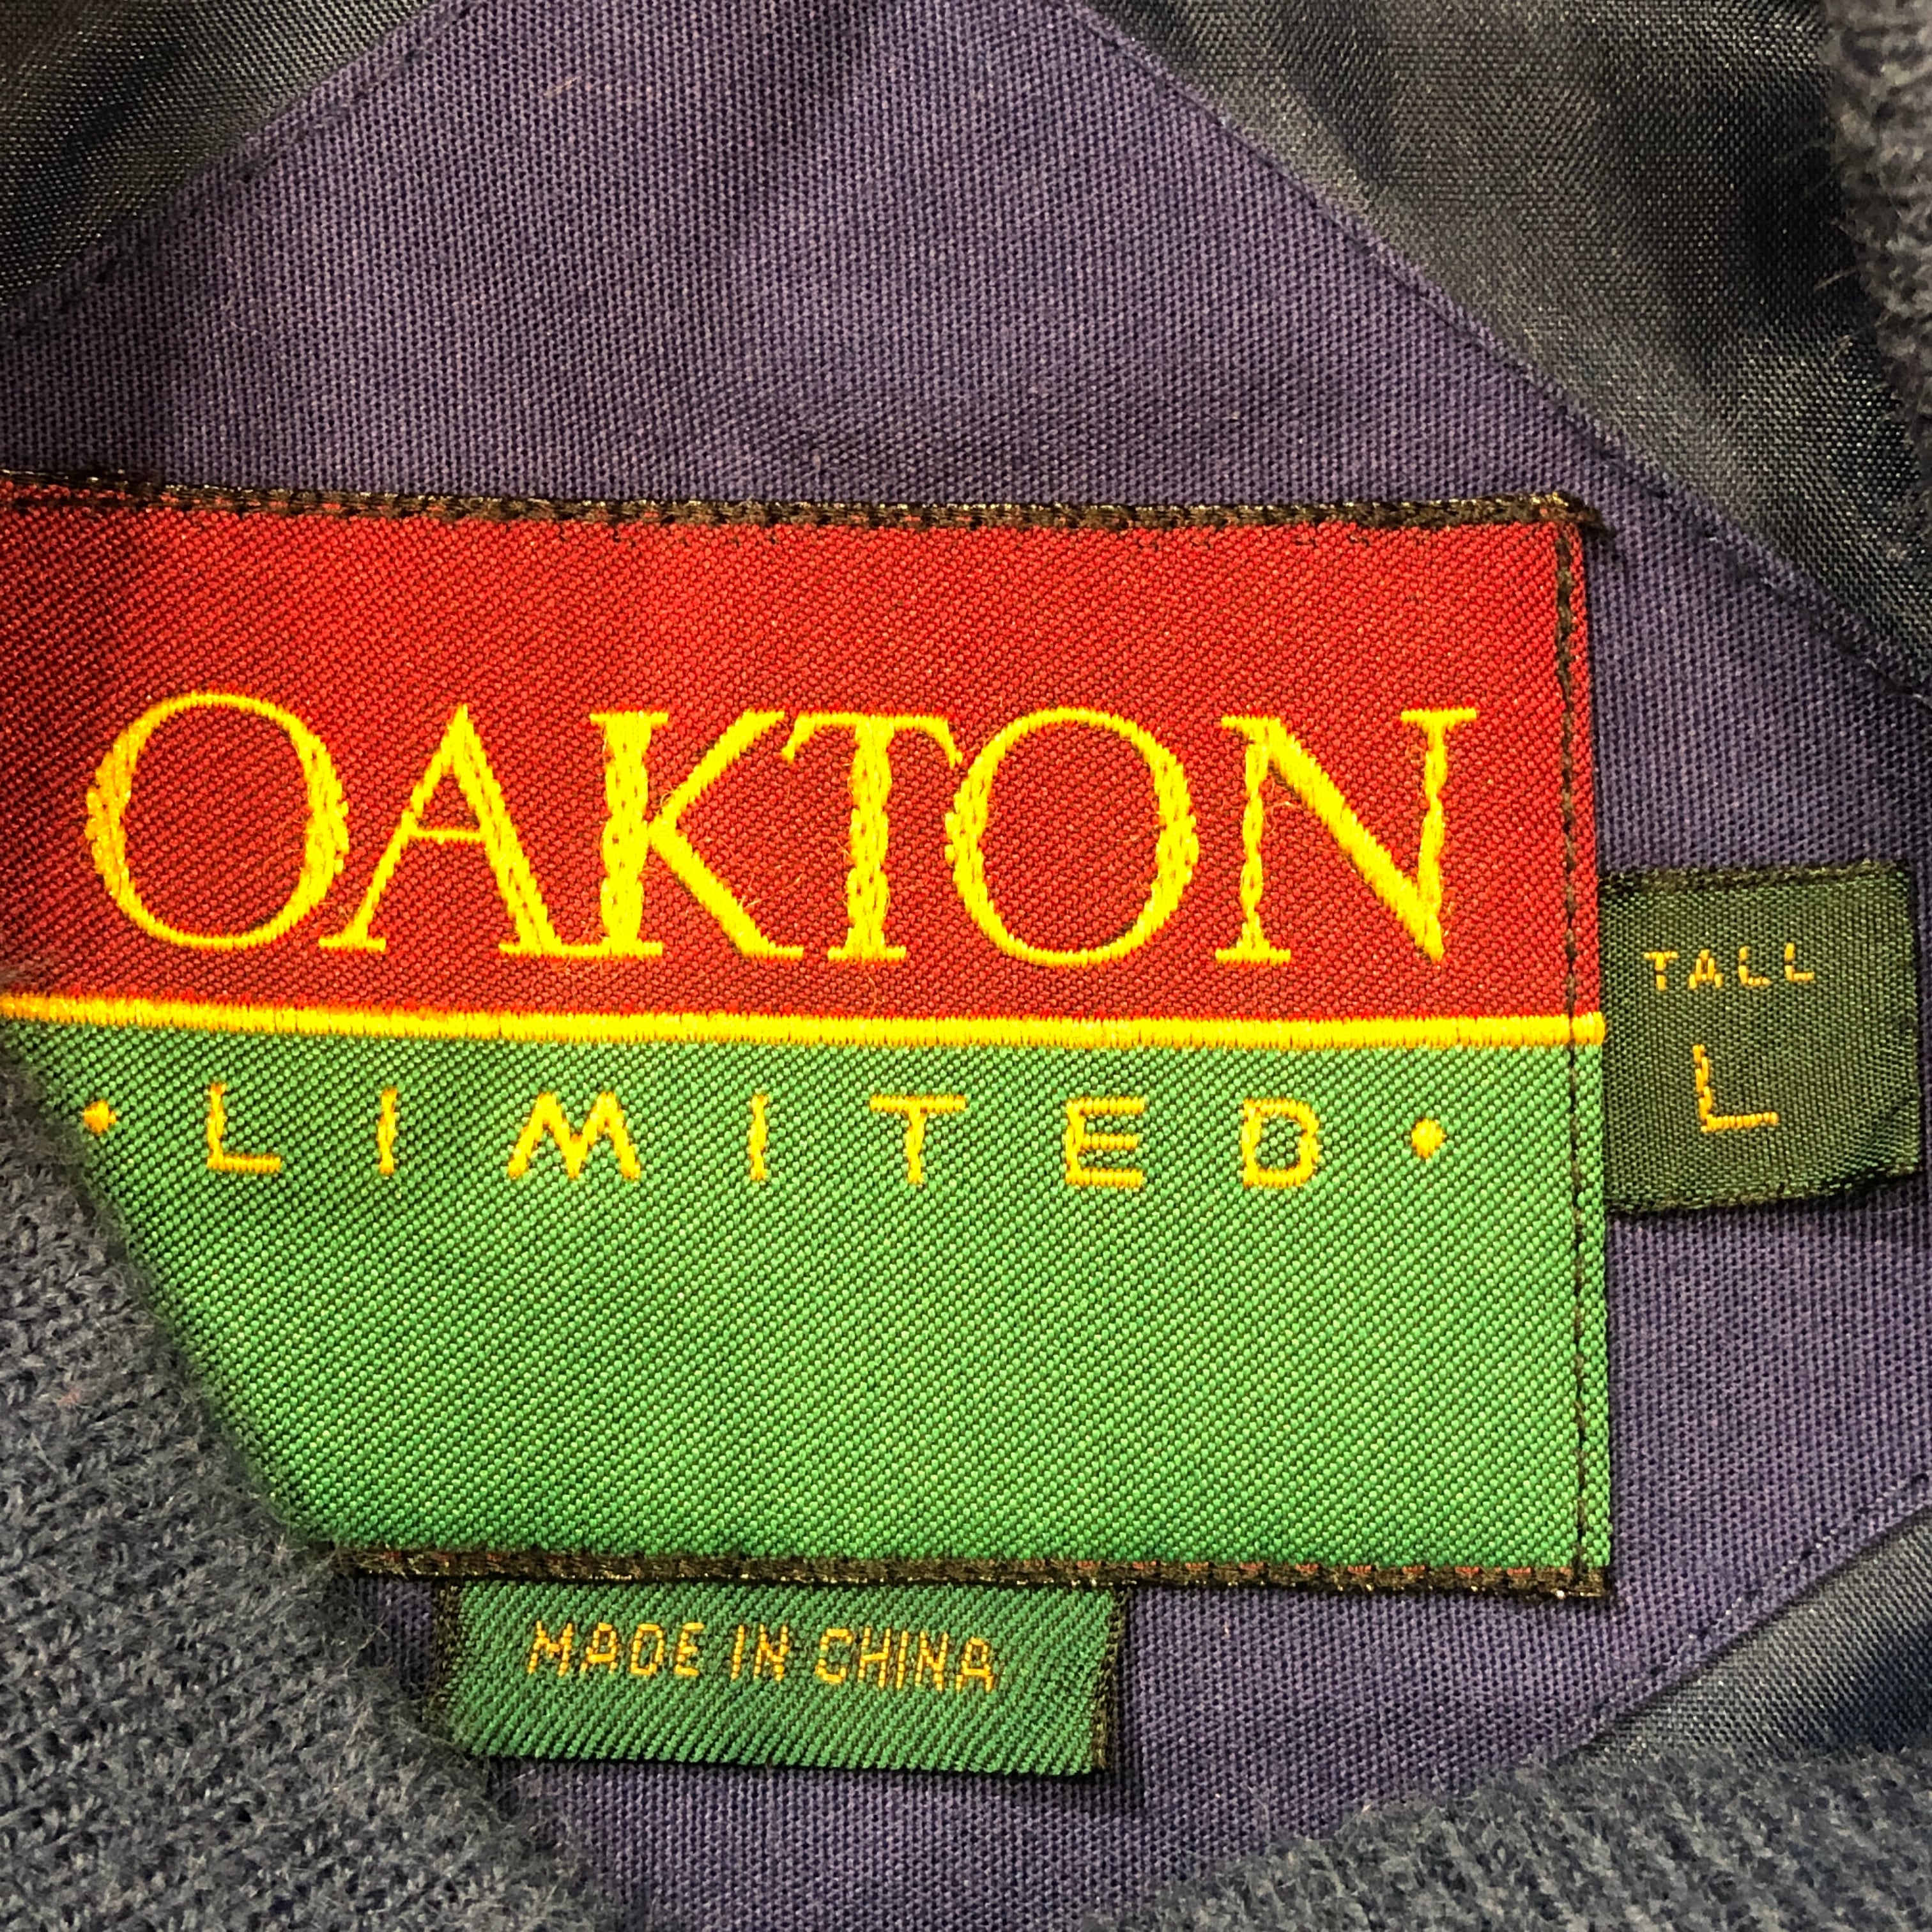 OAKTON
• LIMITED •
TALL
L
MADE IN CHINA